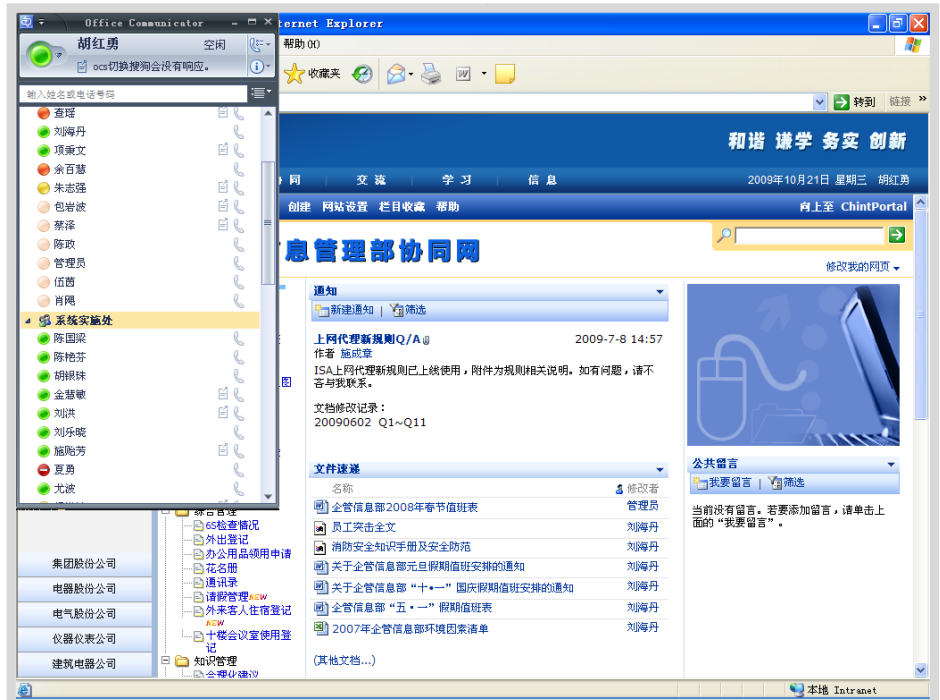 Office Communicator
胡红勇 空闲
ocs切换搜狗会没有响应。
输入姓名或电话号码
查瑶
刘海丹
项秉文
余百慧
朱志强
包岩波
蔡泽
陈政
管理员
伍茜
肖飓
系统实施处
陈国梁
陈艳芬
胡银珠
金慧敏
刘洪
刘乐晓
施贻芳
夏勇
尤波
ternet Explorer
帮助(H)
收藏夹
转到 链接 »
和谐 谦学 务实 创新
同 交流 学习 信息
2009年10月21日 星期三 胡红勇
创建 网站设置 栏目收藏 帮助
向上至 ChintPortal
息管理部协同网
修改我的网页
通知
新建通知 | 筛选
上网代理新规则Q/A
2009-7-8 14:57
作者 施成章
ISA上网代理新规则已上线使用，附件为规则相关说明。如有问题，请不
吝与我联系。
文档修改记录：
20090602 Q1~Q11
图
文件速递
名称 修改者
企管信息部2008年春节值班表 管理员
员工突击全文 刘海丹
消防安全知识手册及安全防范 刘海丹
关于企管信息部元旦假期值班安排的通知 刘海丹
关于企管信息部“十•一”国庆假期值班安排的通知 刘海丹
企管信息部“五·一”假期值班表 刘海丹
2007年企管信息部环境因素清单 刘海丹
(其他文档...)
公共留言
我要留言 | 筛选
当前没有留言。若要添加留言，请单击上
面的“我要留言”。
集团股份公司
电器股份公司
电气股份公司
仪器仪表公司
建筑电器公司
综合管理
6S检查情况
外出登记
办公用品领用申请
花名册
通讯录
请假管理NEW
外来客人住宿登记
NEW
十楼会议室使用登
记
知识管理
合理化建议
本地 Intranet